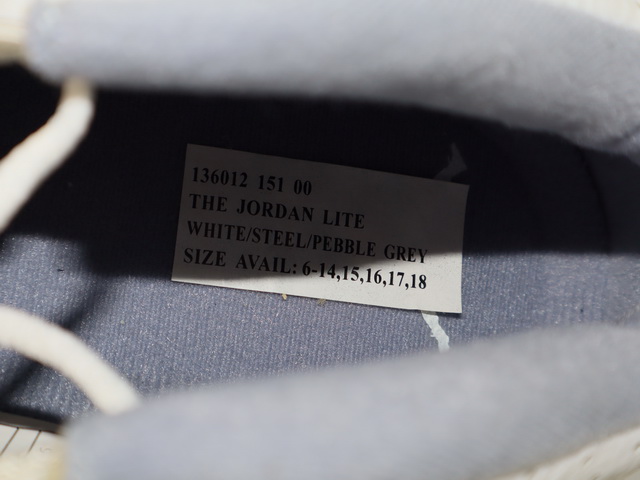 136012 151 00
THE JORDAN LITE
WHITE/STEEL/PEBBLE GREY
SIZE AVAIL: 6-14,15,16,17,18